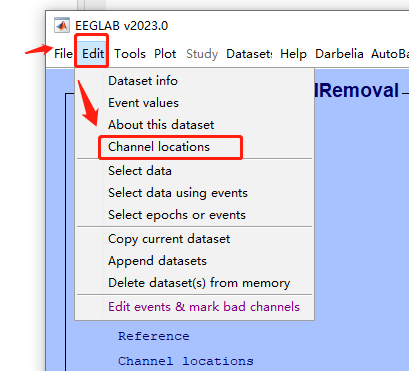 EEGLAB v2023.0
File Edit Tools Plot Study Datasets Help Darbelia AutoBa
Dataset info
lRemoval
Event values
About this dataset
Channel locations
Select data
Select data using events
Select epochs or events
Copy current dataset
Append datasets
Delete dataset(s) from memory
Edit events & mark bad channels
Reference
Channel locations